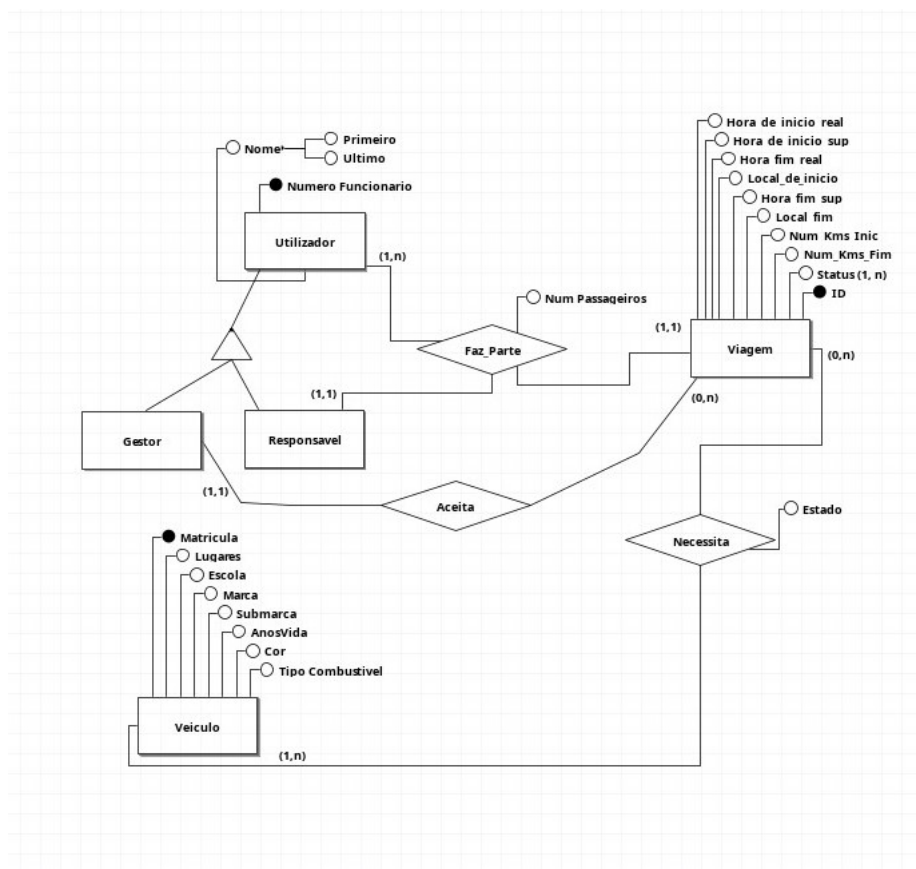 Hora de inicio real
Hora de inicio sup
Hora fim real
Local_de_inicio
Hora fim sup
Local fim
Num Kms Inic
Num_Kms_Fim
Status (1, n)
ID
Primeiro
Nome
Ultimo
Numero Funcionario
Utilizador
(1,n)
Num Passageiros
(1,1)
Viagem
(0,n)
Faz_Parte
(1,1)
(0,n)
Gestor
Responsavel
(1,1)
Aceita
Estado
Necessita
Matricula
Lugares
Escola
Marca
Submarca
AnosVida
Cor
Tipo Combustivel
Veiculo
(1,n)